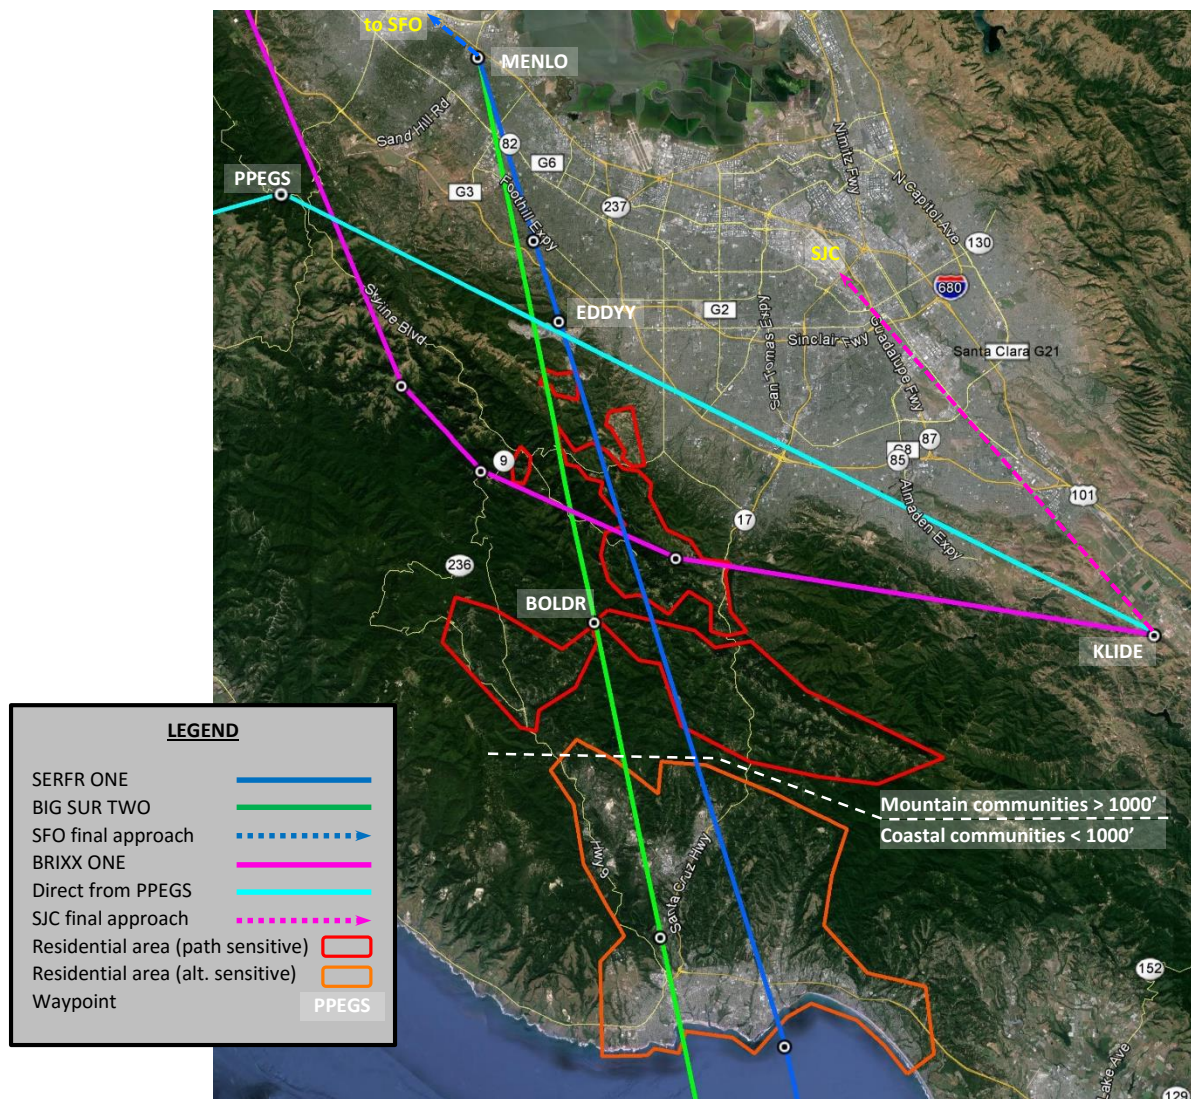 to SFO
MENLO
Sand Hill Rd
82
G6
G3
Foothill Expy
237
Nimitz Fwy
N Capitol Ave
130
PPEGS
SJC
680
Skyline Blvd
EDDYY
G2
San Tomas Expy
Sinclair Fwy
Guadalupe Fwy
Santa Clara G21
87
G8
85
9
101
Almaden Expy
17
236
BOLDR
KLIDE
Mountain communities > 1000’
Coastal communities < 1000’
Hwy 9
Santa Cruz Hwy
152
Lake Ave
129
LEGEND
SERFR ONE
BIG SUR TWO
SFO final approach
BRIXX ONE
Direct from PPEGS
SJC final approach
Residential area (path sensitive)
Residential area (alt. sensitive)
Waypoint PPEGS